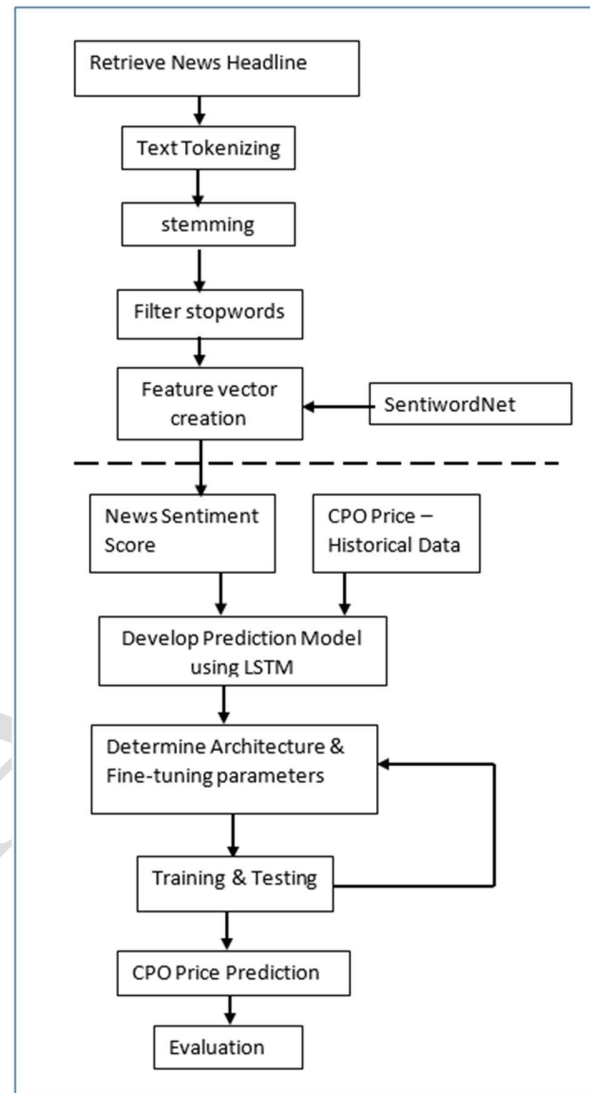 Retrieve News Headline
Text Tokenizing
stemming
Filter stopwords
Feature vector
creation
SentiwordNet
News Sentiment
Score
CPO Price –
Historical Data
Develop Prediction Model
using LSTM
Determine Architecture &
Fine-tuning parameters
Training & Testing
CPO Price Prediction
Evaluation